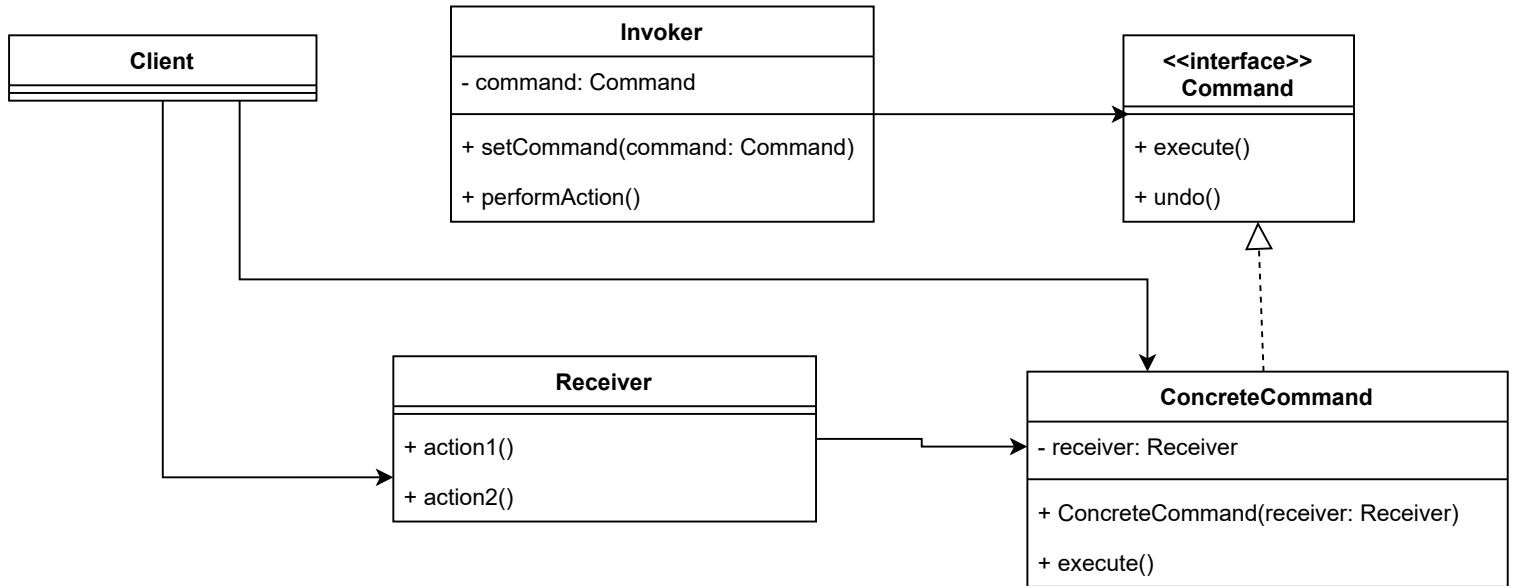 Client
Invoker
- command: Command
+ setCommand(command: Command)
+ performAction()
<<interface>>
Command
+ execute()
+ undo()
Receiver
+ action1()
+ action2()
ConcreteCommand
- receiver: Receiver
+ ConcreteCommand(receiver: Receiver)
+ execute()